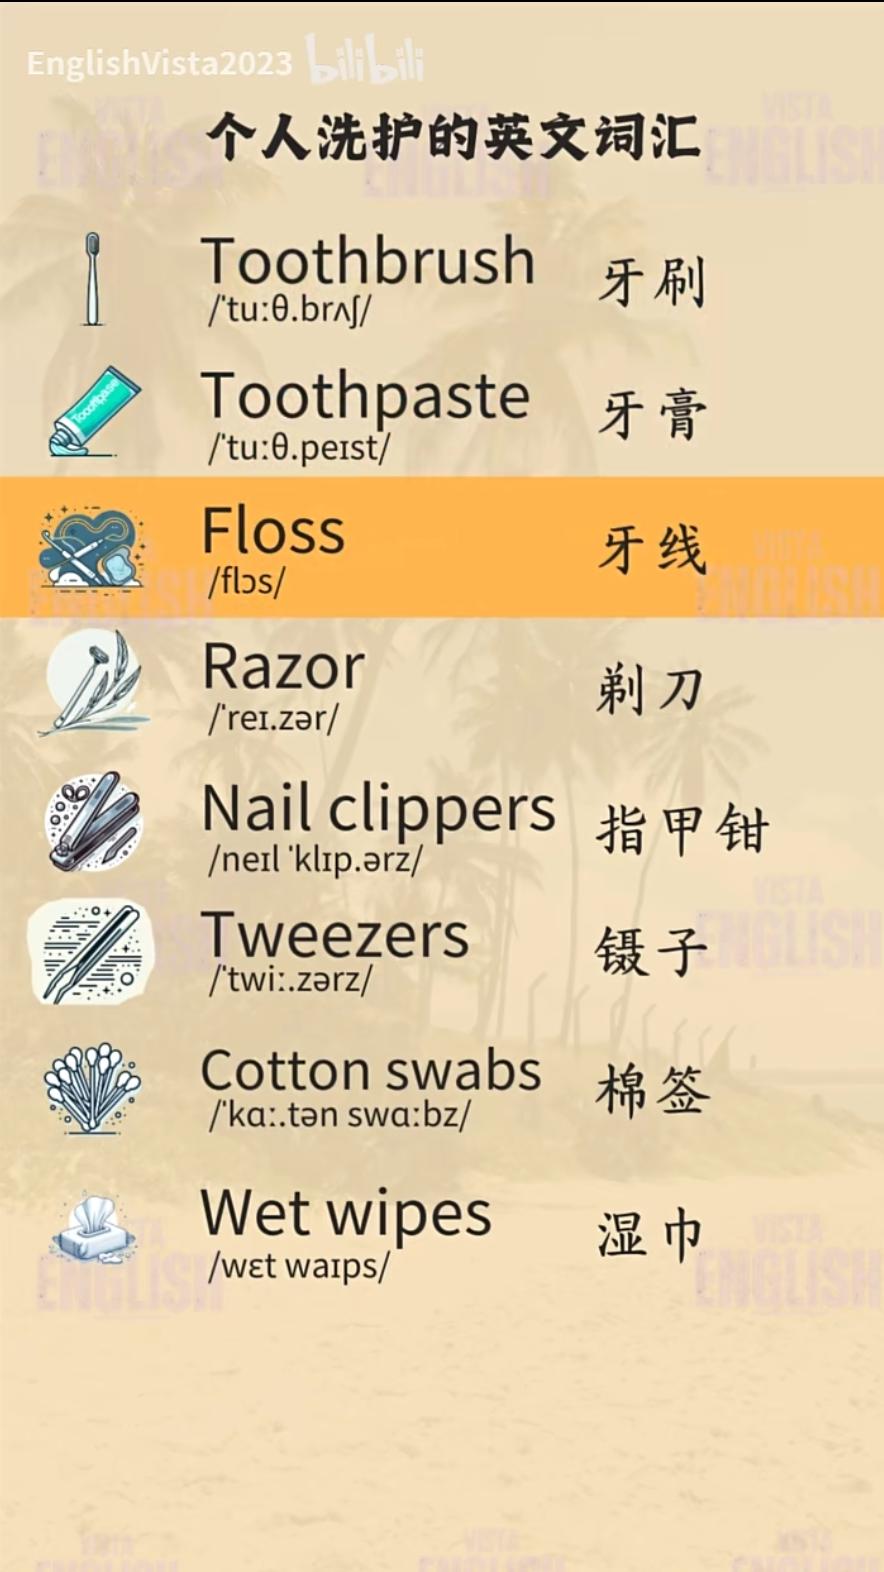 EnglishVista2023 bilibili
个人洗护的英文词汇
Toothbrush 牙刷
/ˈtuːθ.brʌʃ/
Toothpaste 牙膏
/ˈtuːθ.peɪst/
Floss 牙线
/flɔs/
Razor 剃刀
/ˈreɪ.zər/
Nail clippers 指甲钳
/neɪl ˈklɪp.ərz/
Tweezers 镊子
/ˈtwiː.zərz/
Cotton swabs 棉签
/ˈkɑː.tən swɑːbz/
Wet wipes 湿巾
/wɛt waɪps/
VISTA
ENGLISH